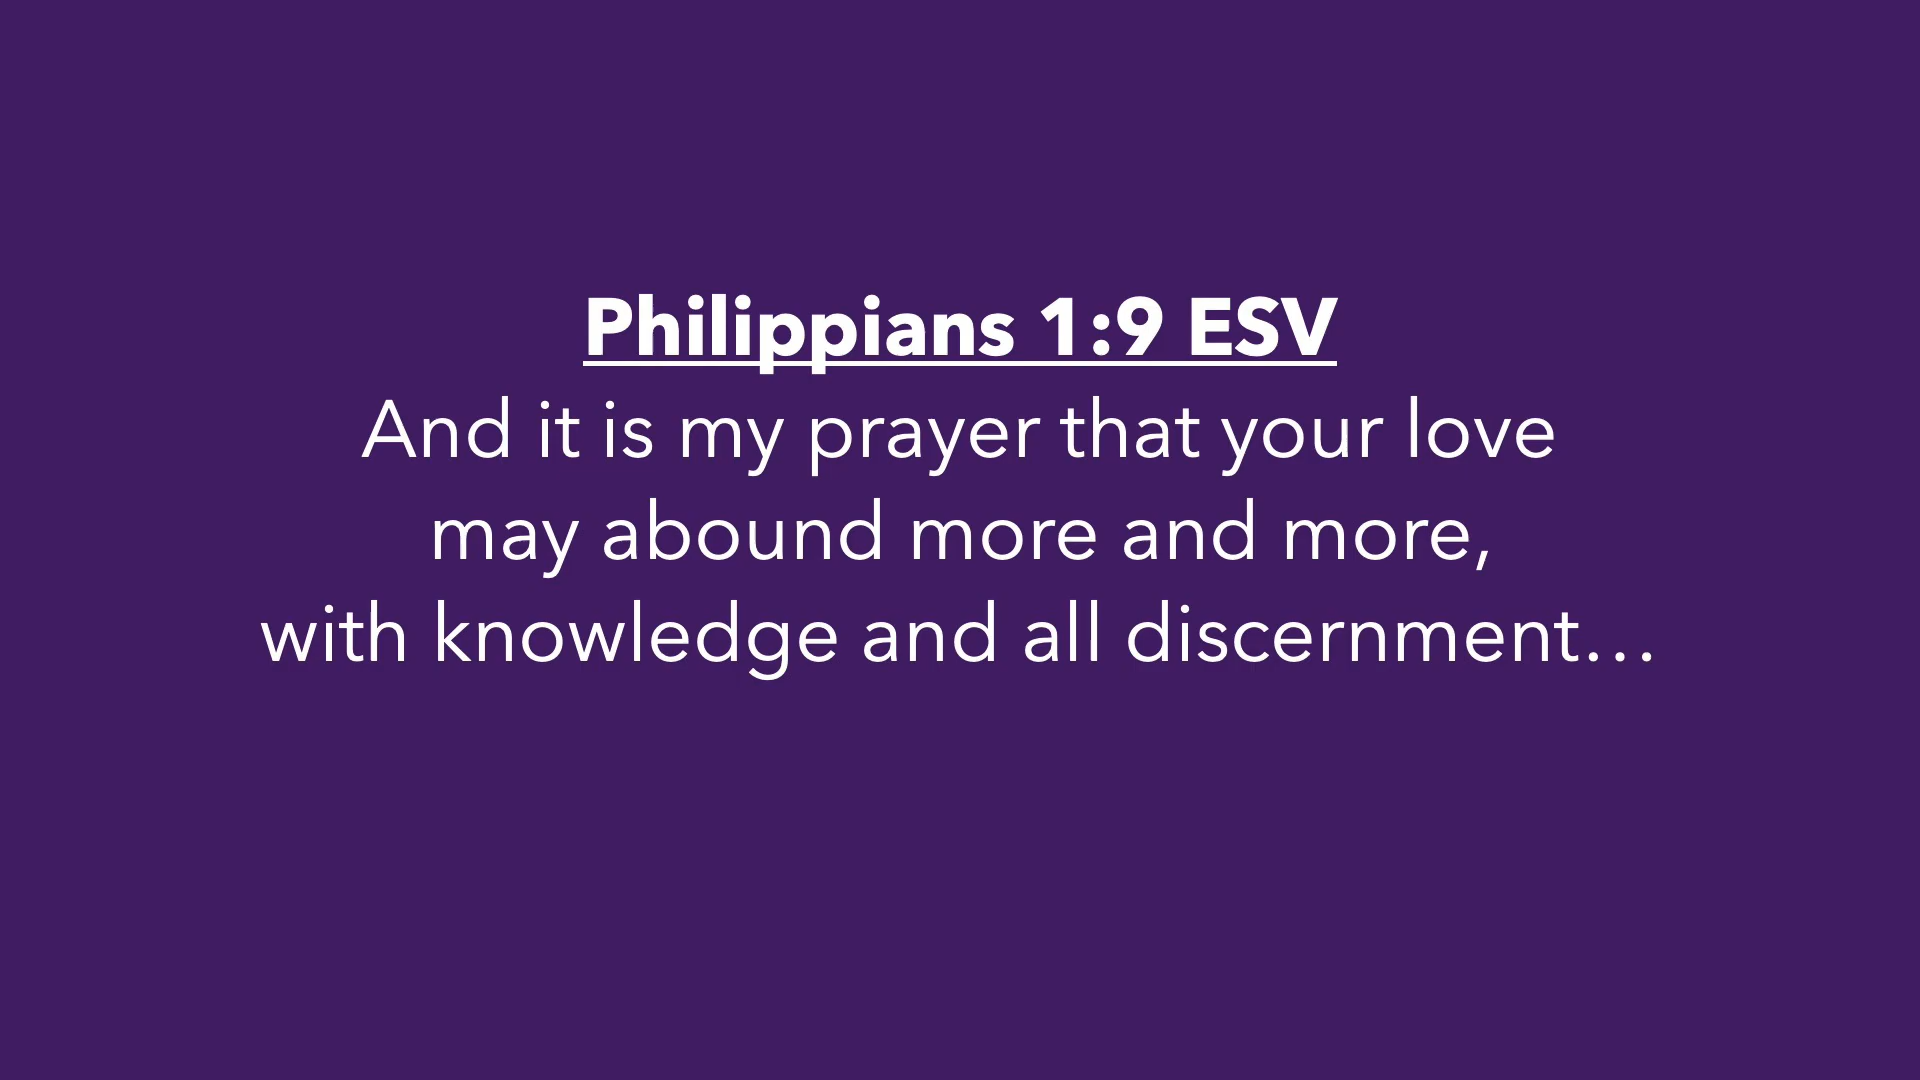 Philippians 1:9 ESV
And it is my prayer that your love
may abound more and more,
with knowledge and all discernment…